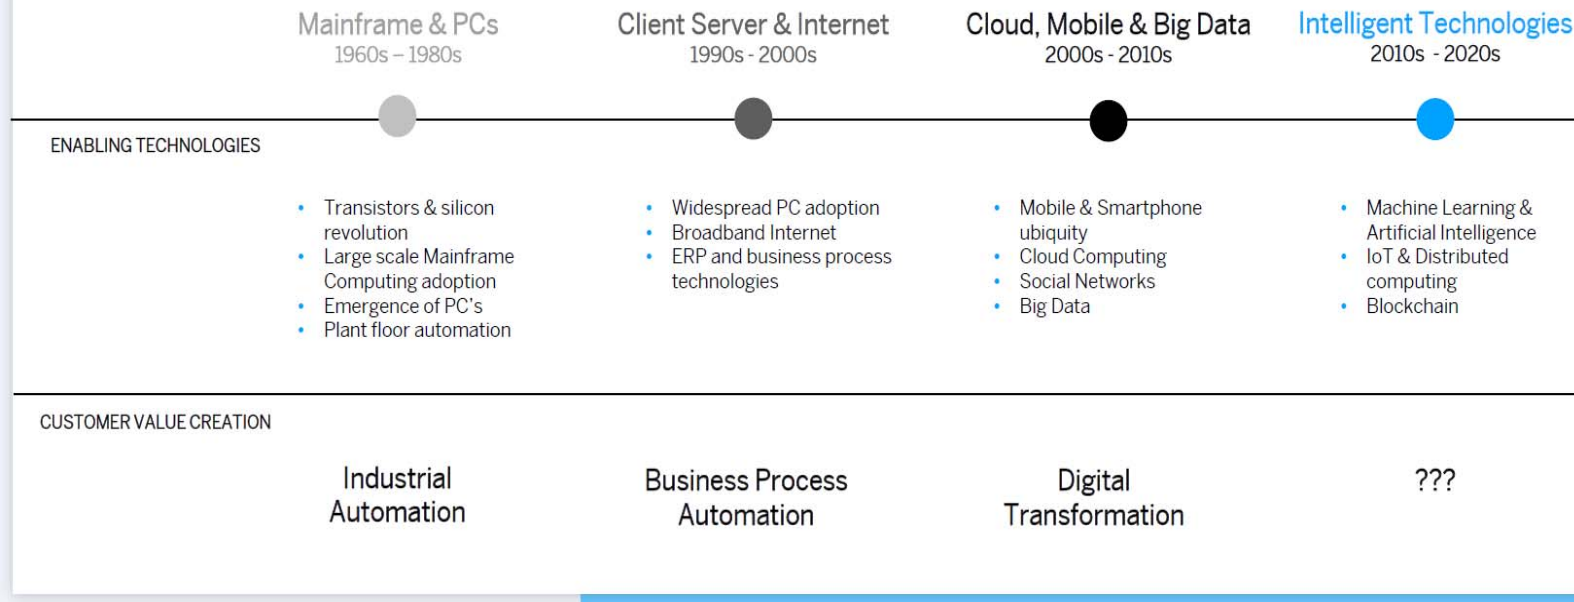 Mainframe & PCs
1960s – 1980s
Client Server & Internet
1990s - 2000s
Cloud, Mobile & Big Data
2000s - 2010s
Intelligent Technologies
2010s - 2020s
ENABLING TECHNOLOGIES
• Transistors & silicon
revolution
• Large scale Mainframe
Computing adoption
• Emergence of PC's
• Plant floor automation
• Widespread PC adoption
• Broadband Internet
• ERP and business process
technologies
• Mobile & Smartphone
ubiquity
• Cloud Computing
• Social Networks
• Big Data
• Machine Learning &
Artificial Intelligence
• IoT & Distributed
computing
• Blockchain
CUSTOMER VALUE CREATION
Industrial
Automation
Business Process
Automation
Digital
Transformation
???